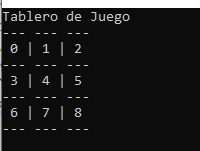 Tablero de Juego
--- --- ---
0 | 1 | 2
--- --- ---
3 | 4 | 5
--- --- ---
6 | 7 | 8
--- --- ---